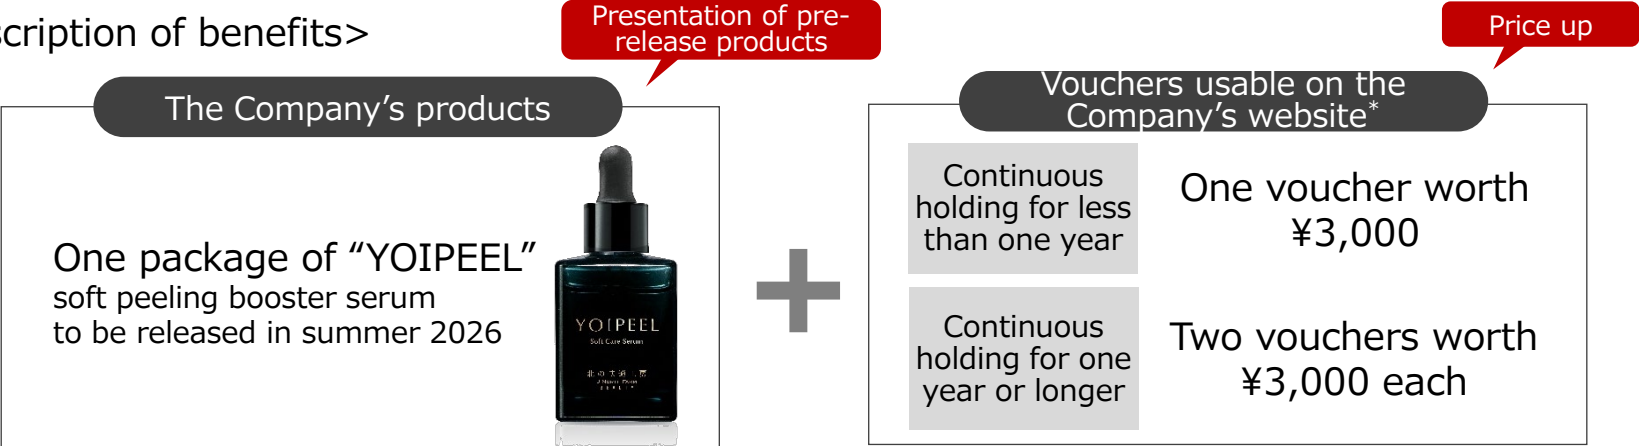 scription of benefits>
Presentation of pre-
release products
Price up
The Company's products
One package of “YOIPEEL”
soft peeling booster serum
to be released in summer 2026
YOIPEEL
Soft Care Serum
Vouchers usable on the
Company's website*
Continuous
holding for less
than one year
One voucher worth
¥3,000
Continuous
holding for one
year or longer
Two vouchers worth
¥3,000 each